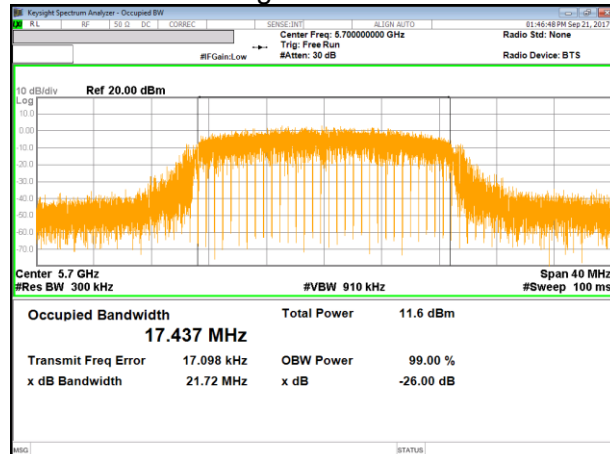 Keysight Spectrum Analyzer - Occupied BW
RL RF 50 Ω DC CORREC SENSE:INT ALIGN AUTO 01:46:48 PM Sep 21, 2017
Center Freq: 5.700000000 GHz Radio Std: None
Trig: Free Run
#IFGain:Low #Atten: 30 dB Radio Device: BTS
10 dB/div Ref 20.00 dBm
Log
10.0
0.00
-10.0
-20.0
-30.0
-40.0
-50.0
-60.0
-70.0
Center 5.7 GHz Span 40 MHz
#Res BW 300 kHz #VBW 910 kHz #Sweep 100 ms
Occupied Bandwidth Total Power 11.6 dBm
17.437 MHz
Transmit Freq Error 17.098 kHz OBW Power 99.00 %
x dB Bandwidth 21.72 MHz x dB -26.00 dB
MSG STATUS